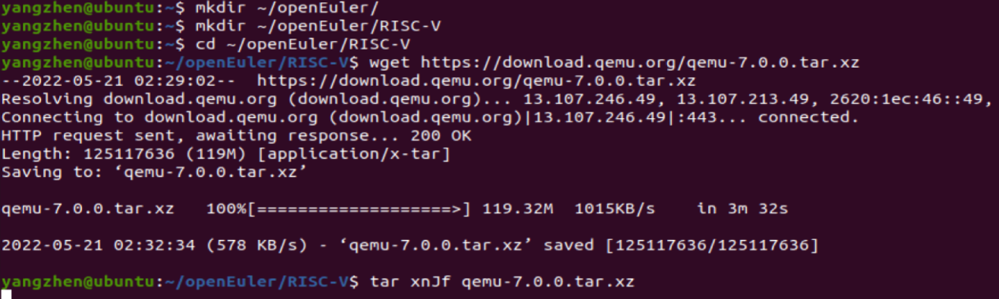 yangzhen@ubuntu:~$ mkdir ~/openEuler/
yangzhen@ubuntu:~$ mkdir ~/openEuler/RISC-V
yangzhen@ubuntu:~$ cd ~/openEuler/RISC-V
yangzhen@ubuntu:~/openEuler/RISC-V$ wget https://download.qemu.org/qemu-7.0.0.tar.xz
--2022-05-21 02:29:02--  https://download.qemu.org/qemu-7.0.0.tar.xz
Resolving download.qemu.org (download.qemu.org)... 13.107.246.49, 13.107.213.49, 2620:1ec:46::49,
Connecting to download.qemu.org (download.qemu.org)|13.107.246.49|:443... connected.
HTTP request sent, awaiting response... 200 OK
Length: 125117636 (119M) [application/x-tar]
Saving to: ‘qemu-7.0.0.tar.xz’
qemu-7.0.0.tar.xz   100%[===================>] 119.32M  1015KB/s    in 3m 32s
2022-05-21 02:32:34 (578 KB/s) - ‘qemu-7.0.0.tar.xz’ saved [125117636/125117636]
yangzhen@ubuntu:~/openEuler/RISC-V$ tar xnJf qemu-7.0.0.tar.xz